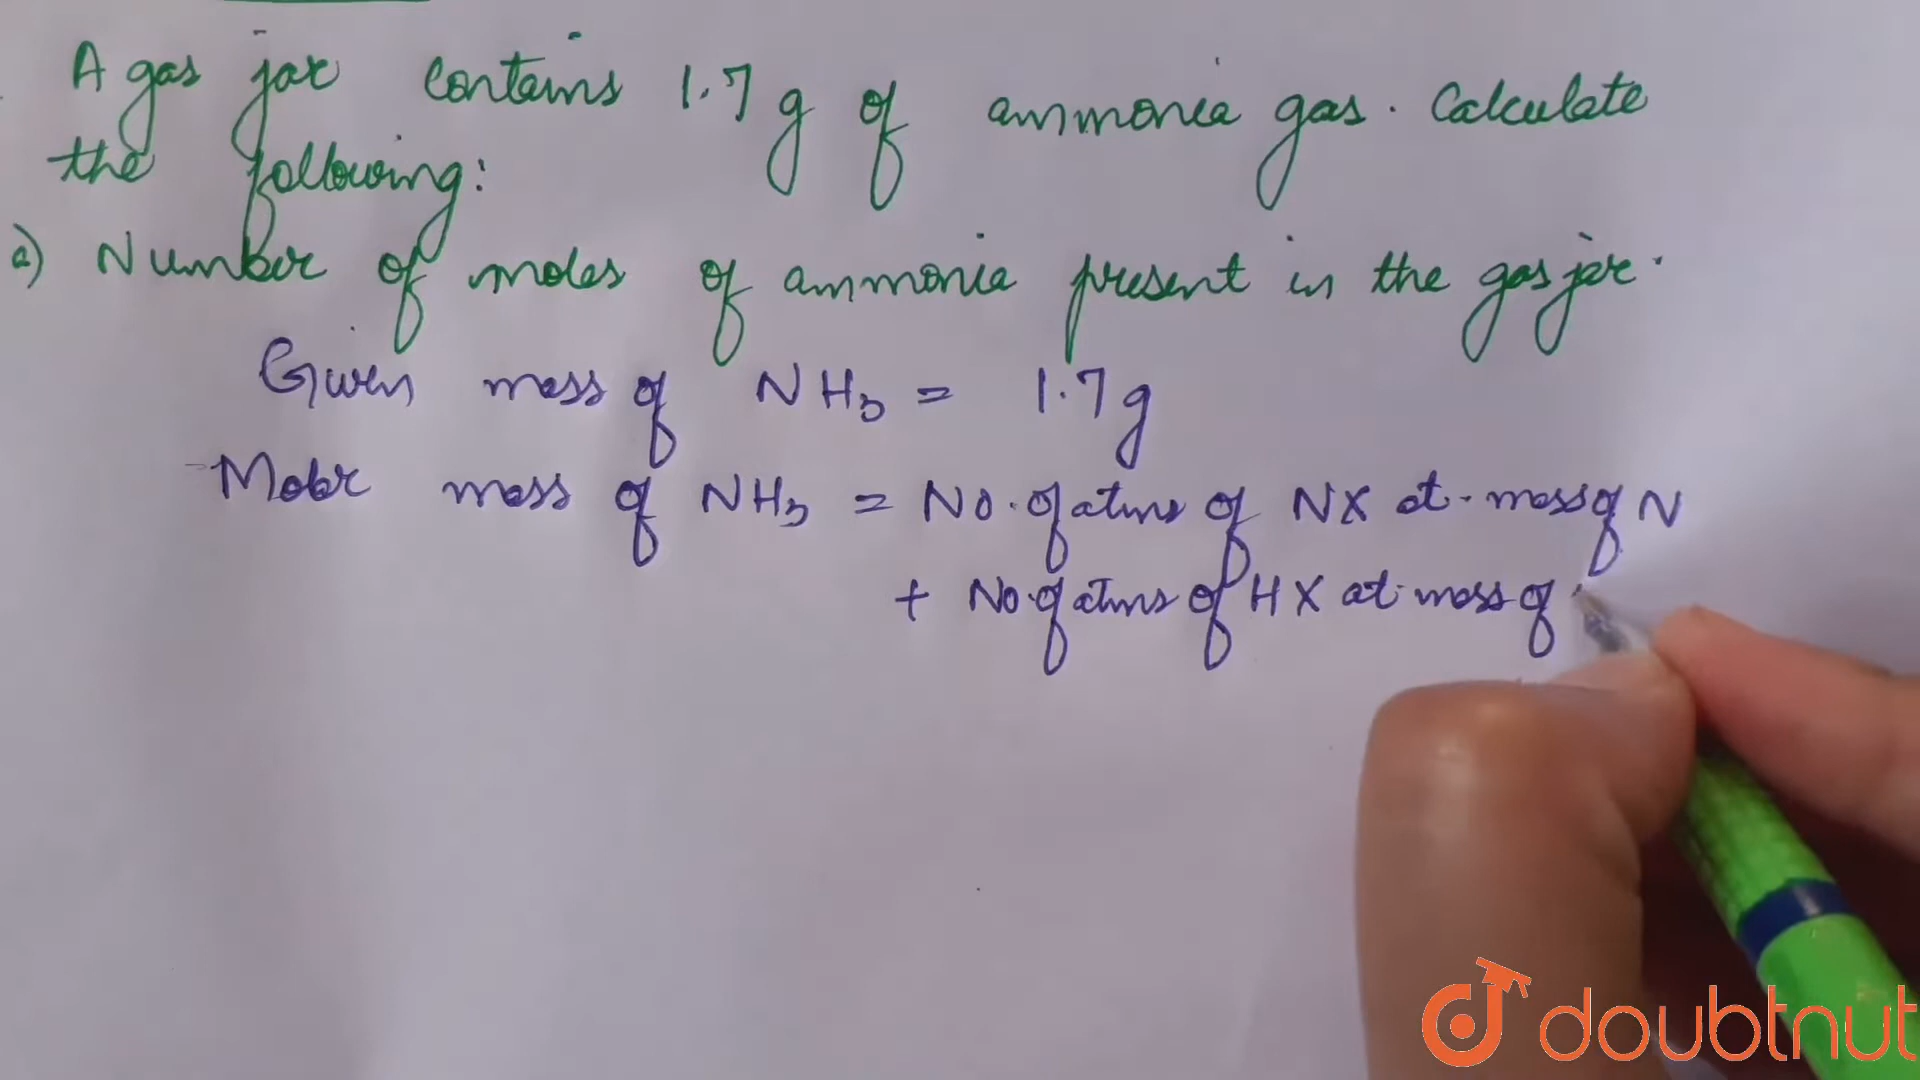 A gas jar contains 1.7 g of ammonia gas. Calculate
the following:
a) Number of moles of ammonia present in the gas jar.
Given mass of NH3 = 1.7g
Molar mass of NH3 = No. of atms of N X at. mass of N
+ No. of atms of H X at. mass of
doubtnut